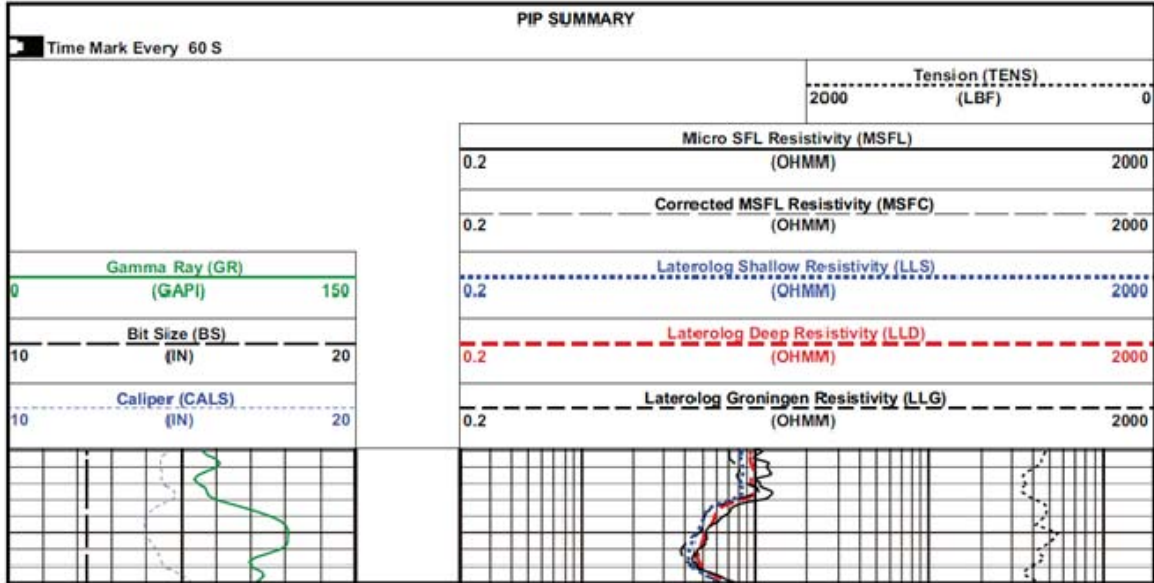 PIP SUMMARY
Time Mark Every 60 S
Tension (TENS)
2000 (LBF) 0
Micro SFL Resistivity (MSFL)
0.2 (OHMM) 2000
Corrected MSFL Resistivity (MSFC)
0.2 (OHMM) 2000
Gamma Ray (GR)
0 (GAPI) 150
Laterolog Shallow Resistivity (LLS)
0.2 (OHMM) 2000
Bit Size (BS)
10 (IN) 20
Laterolog Deep Resistivity (LLD)
0.2 (OHMM) 2000
Caliper (CALS)
10 (IN) 20
Laterolog Groningen Resistivity (LLG)
0.2 (OHMM) 2000